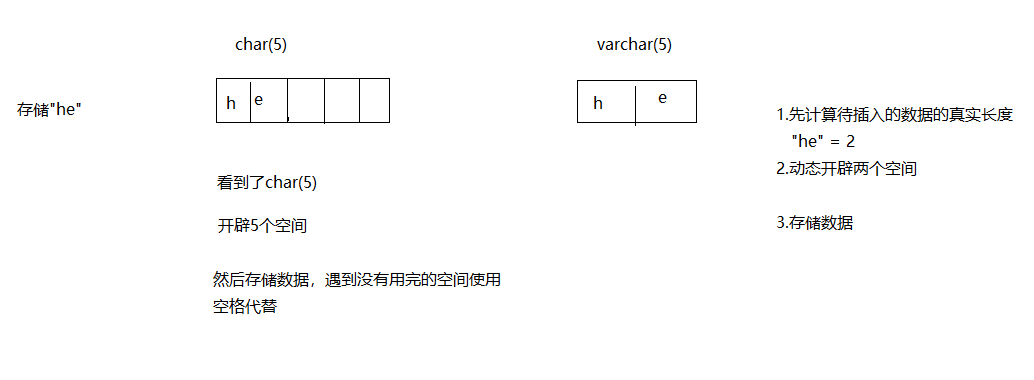 char(5)
varchar(5)
存储"he"
h
e
h
e
看到了char(5)
开辟5个空间
然后存储数据，遇到没有用完的空间使用
空格代替
1.先计算待插入的数据的真实长度
"he" = 2
2.动态开辟两个空间
3.存储数据